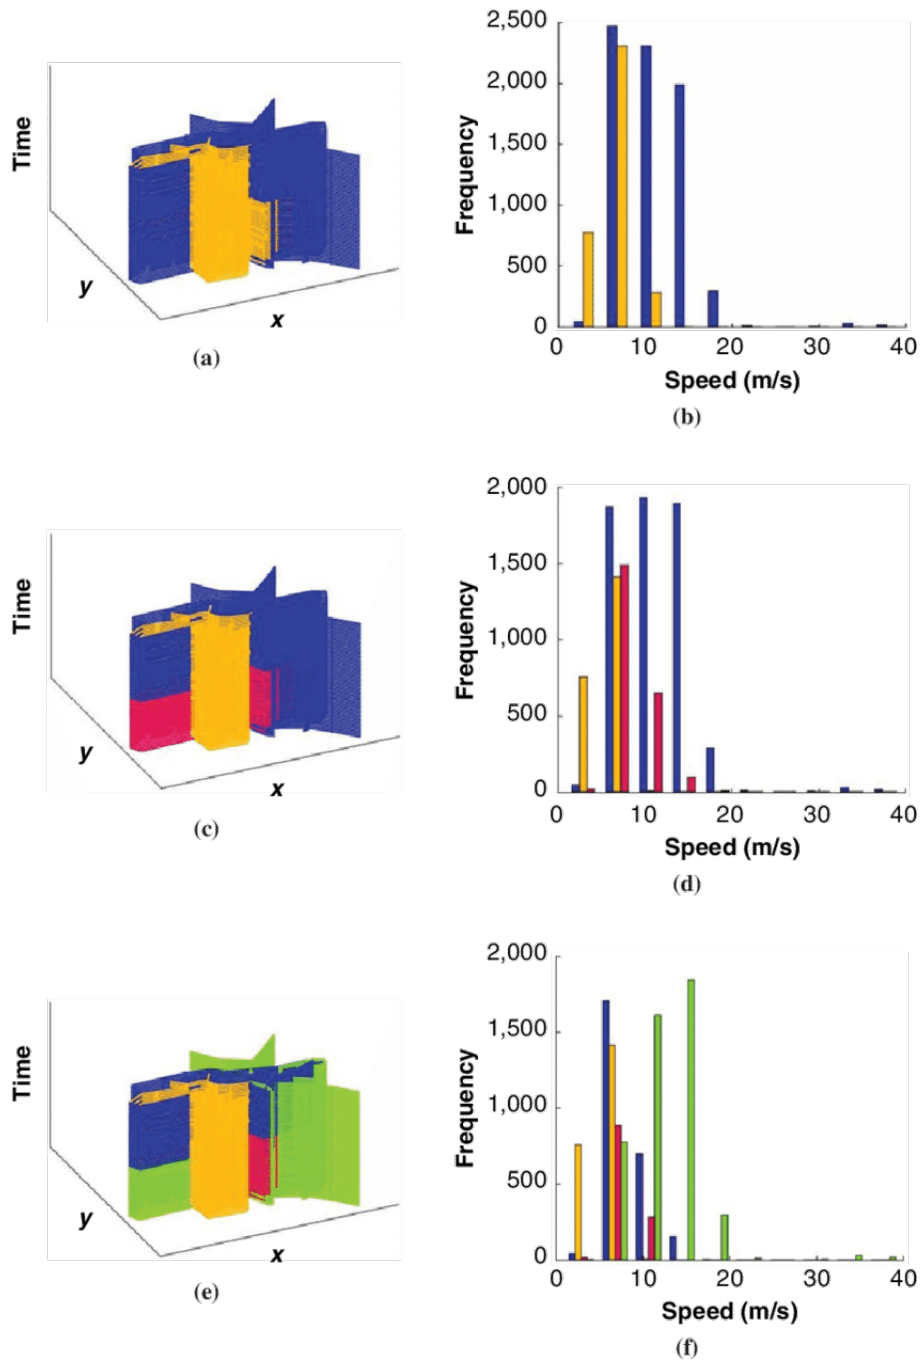 Time
y
x
(a)
2,500
2,000
1,500
1,000
500
0
Frequency
0 10 20 30 40
Speed (m/s)
(b)
Time
y
x
(c)
2,000
1,500
1,000
500
0
Frequency
0 10 20 30 40
Speed (m/s)
(d)
Time
y
x
(e)
2,000
1,500
1,000
500
0
Frequency
0 10 20 30 40
Speed (m/s)
(f)